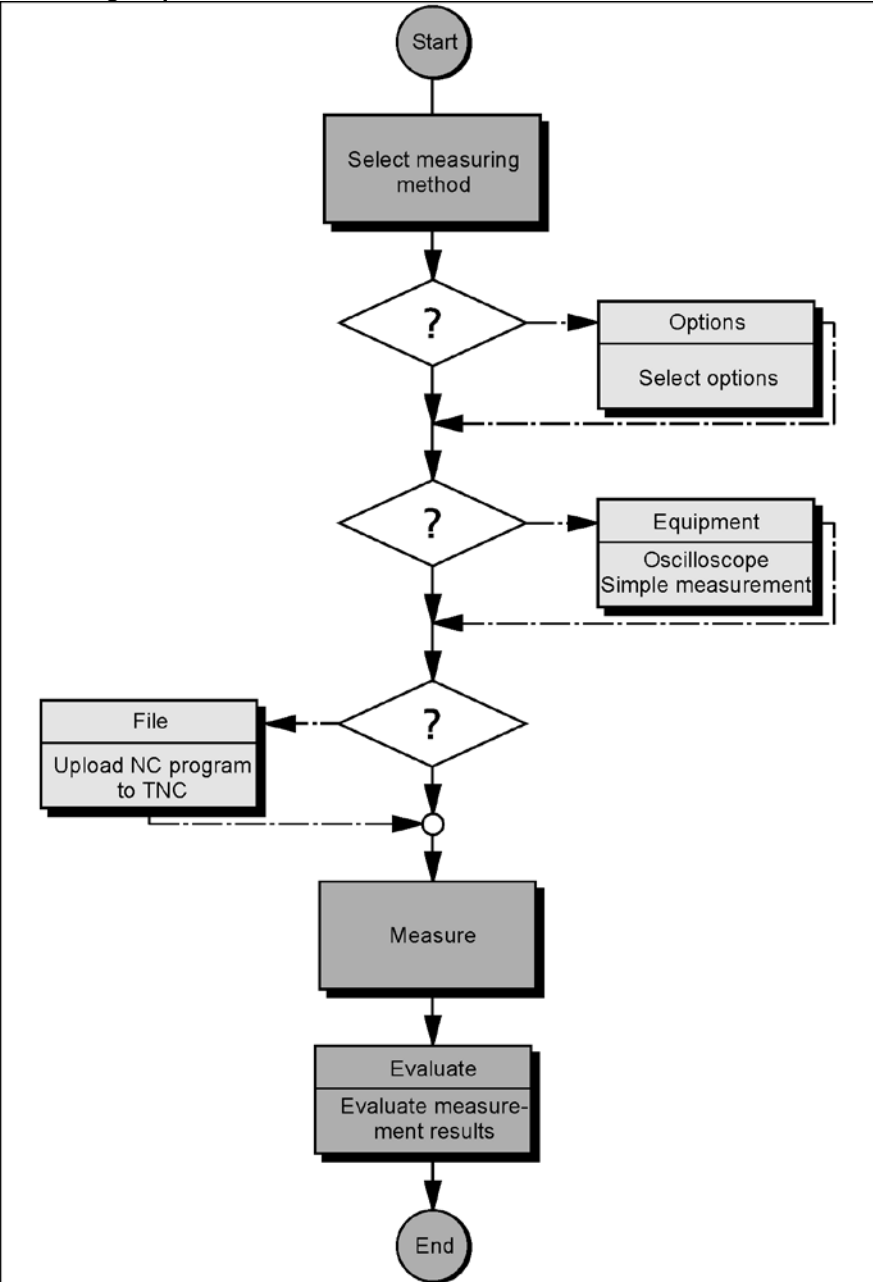 Start
Select measuring
method
?
Options
Select options
?
Equipment
Oscilloscope
Simple measurement
?
File
Upload NC program
to TNC
Measure
Evaluate
Evaluate measure-
ment results
End